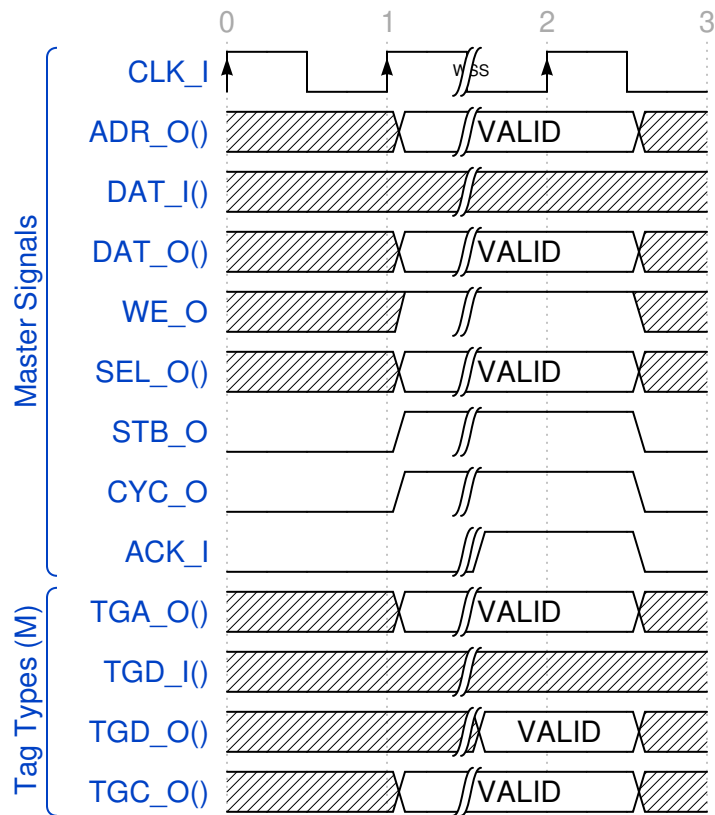 0 1 2 3
Master Signals
CLK_I WSS
ADR_O() VALID
DAT_I()
DAT_O() VALID
WE_O
SEL_O() VALID
STB_O
CYC_O
ACK_I
Tag Types (M)
TGA_O() VALID
TGD_I()
TGD_O() VALID
TGC_O() VALID